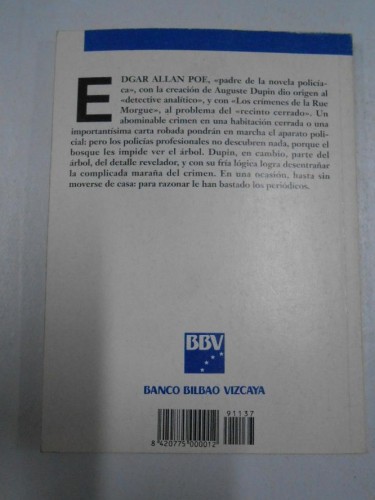 EDGAR ALLAN POE, «padre de la novela policía-
ca», con la creación de Auguste Dupin dio origen al
«detective analítico», y con «Los crímenes de la Rue
Morgue», al problema del «recinto cerrado». Un
abominable crimen en una habitación cerrada o una
importantísima carta robada pondrán en marcha el aparato poli-
cial; pero los policías profesionales no descubren nada, porque el
bosque les impide ver el árbol. Dupin, en cambio, parte del
árbol, del detalle revelador, y con su fría lógica logra desentrañar
la complicada maraña del crimen. En una ocasión, hasta sin
moverse de casa: para razonar le han bastado los periódicos.
BBV
BANCO BILBAO VIZCAYA
91137
8 420775 000012